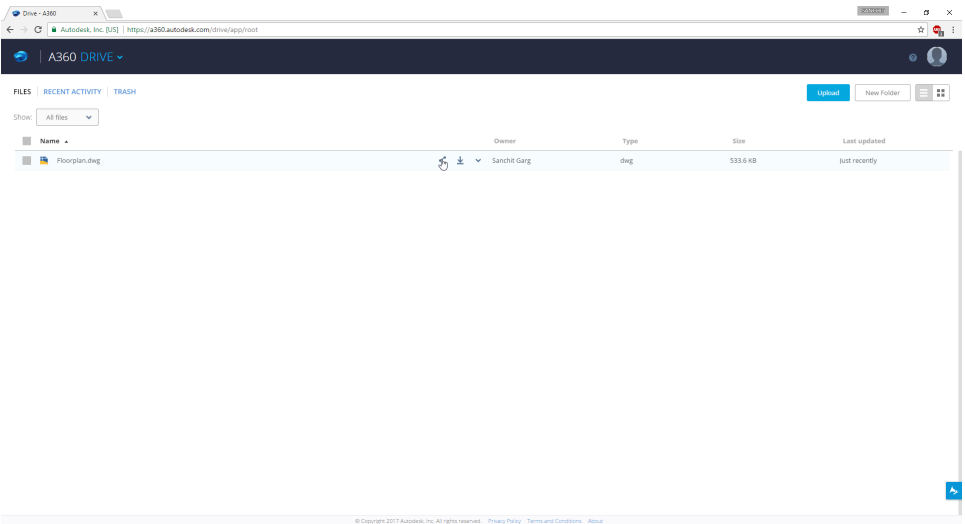 Drive - A360
SANCHIT
Autodesk, Inc. [US] | https://a360.autodesk.com/drive/app/root
A360 DRIVE
FILES RECENT ACTIVITY TRASH
Upload New Folder
Show: All files
Name Owner Type Size Last updated
Floorplan.dwg Sanchit Garg dwg 533.6 KB Just recently
© Copyright 2017 Autodesk, Inc. All rights reserved. Privacy Policy Terms and Conditions About